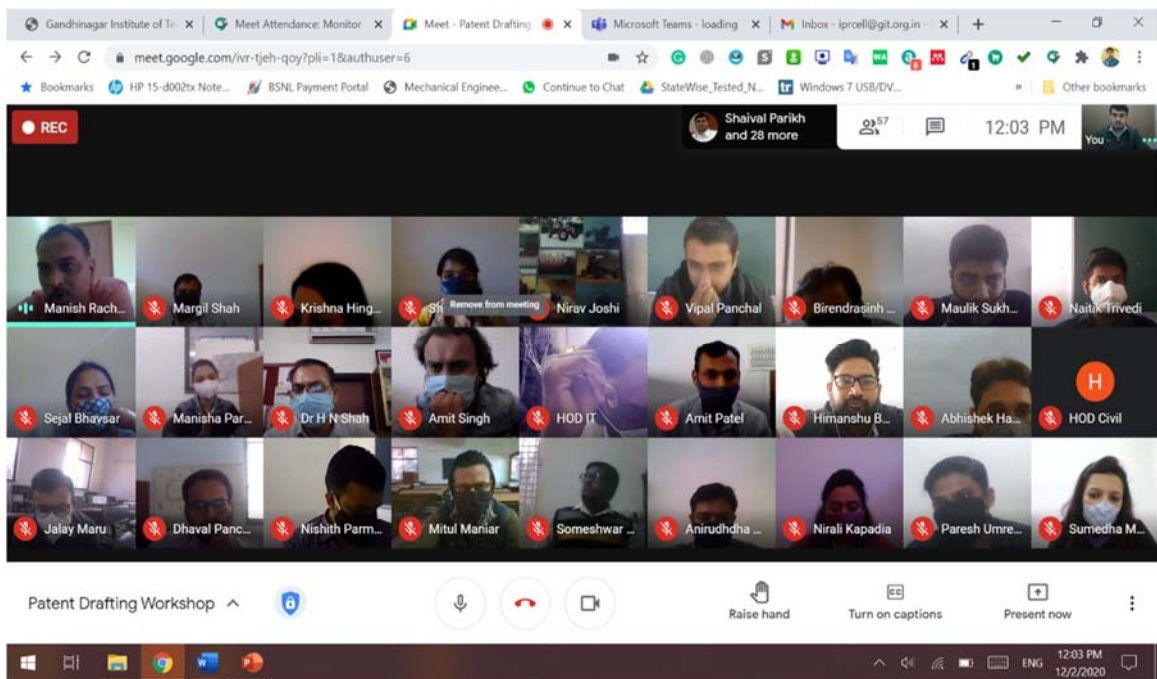 Gandhinagar Institute of Te
Meet Attendance: Monitor
Meet - Patent Drafting
Microsoft Teams - loading
Inbox - iprcell@git.org.in -
meet.google.com/ivr-tjeh-qoy?pli=1&authuser=6
Bookmarks
HP 15-d002tx Note...
BSNL Payment Portal
Mechanical Enginee...
Continue to Chat
StateWise_Tested_N...
Windows 7 USB/DV...
»
Other bookmarks
REC
Shaival Parikh
and 28 more
57
12:03 PM
You
Manish Rach...
Margil Shah
Krishna Hing...
Remove from meeting
Nirav Joshi
Vipal Panchal
Birendrasinh ...
Maulik Sukh...
Naitik Trivedi
Sejal Bhavsar
Manisha Par...
Dr H N Shah
Amit Singh
HOD IT
Amit Patel
Himanshu B...
Abhishek Ha...
H
HOD Civil
Jalay Maru
Dhaval Panc...
Nishith Parm...
Mitul Maniar
Someshwar ...
Anirudhdha ...
Nirali Kapadia
Paresh Umre...
Sumedha M...
Patent Drafting Workshop
Raise hand
CC
Turn on captions
Present now
ENG
12:03 PM
12/2/2020